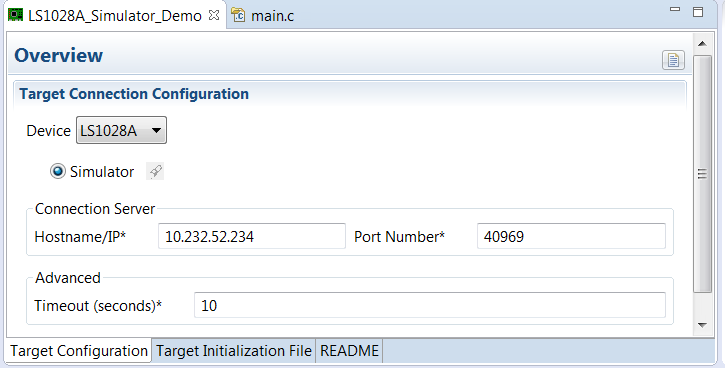 LS1028A_Simulator_Demo main.c
Overview
Target Connection Configuration
Device LS1028A
Simulator
Connection Server
Hostname/IP* 10.232.52.234 Port Number* 40969
Advanced
Timeout (seconds)* 10
Target Configuration Target Initialization File README